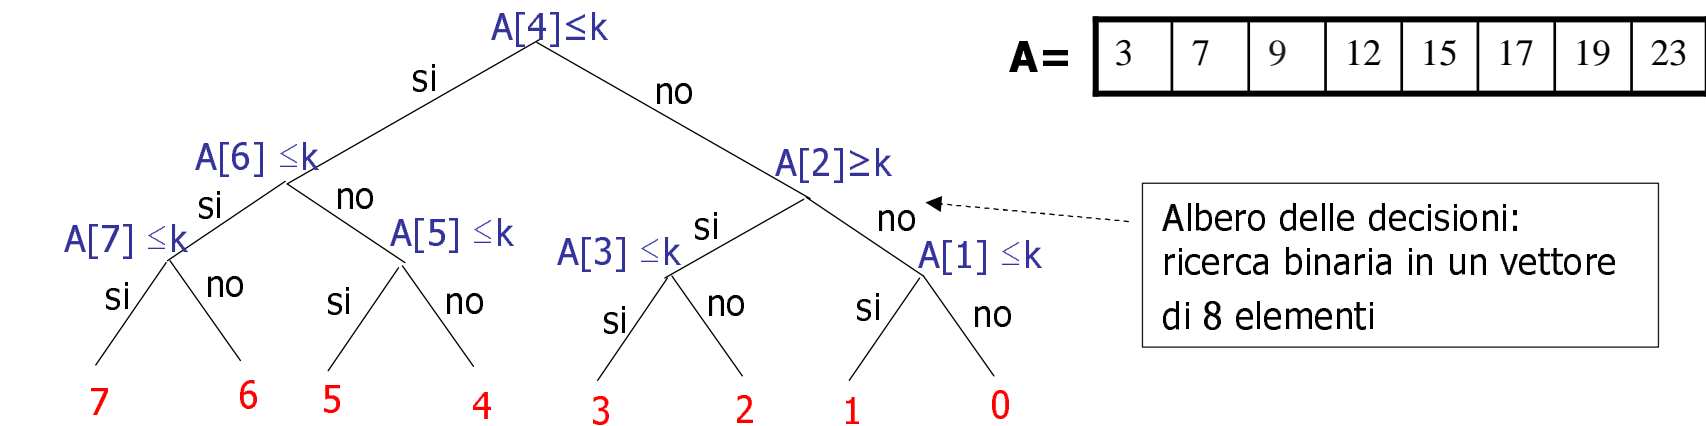 A[4]≤k
A= 3 7 9 12 15 17 19 23
si no
A[6] ≤k A[2]≥k
si no si no
A[7] ≤k A[5] ≤k A[3] ≤k A[1] ≤k
si no si no si no si no
7 6 5 4 3 2 1 0
Albero delle decisioni:
ricerca binaria in un vettore
di 8 elementi